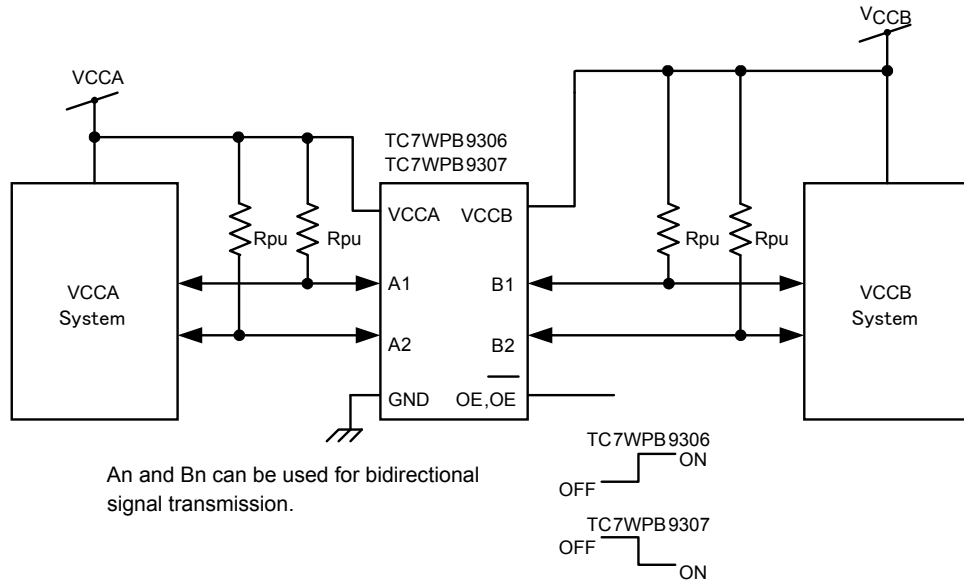 VCCB
VCCA
TC7WPB9306
TC7WPB9307
VCCA VCCB
Rpu Rpu Rpu Rpu
A1 B1
VCCA
System
VCCB
System
A2 B2
GND OE,OE
An and Bn can be used for bidirectional
signal transmission.
TC7WPB9306
ON
OFF
TC7WPB9307
OFF
ON